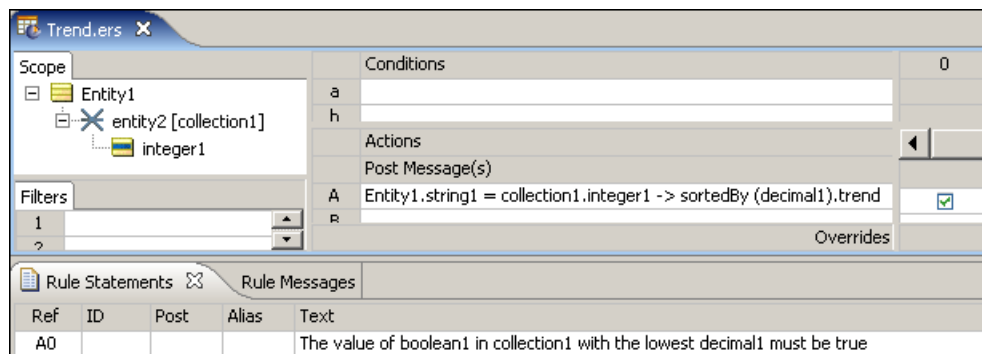 Trend.ers
Scope
Entity1
entity2 [collection1]
integer1
Filters
1
2
Conditions
0
a
b
Actions
Post Message(s)
A
Entity1.string1 = collection1.integer1 -> sortedBy (decimal1).trend
B
Overrides
Rule Statements
Rule Messages
Ref ID Post Alias Text
A0 The value of boolean1 in collection1 with the lowest decimal1 must be true